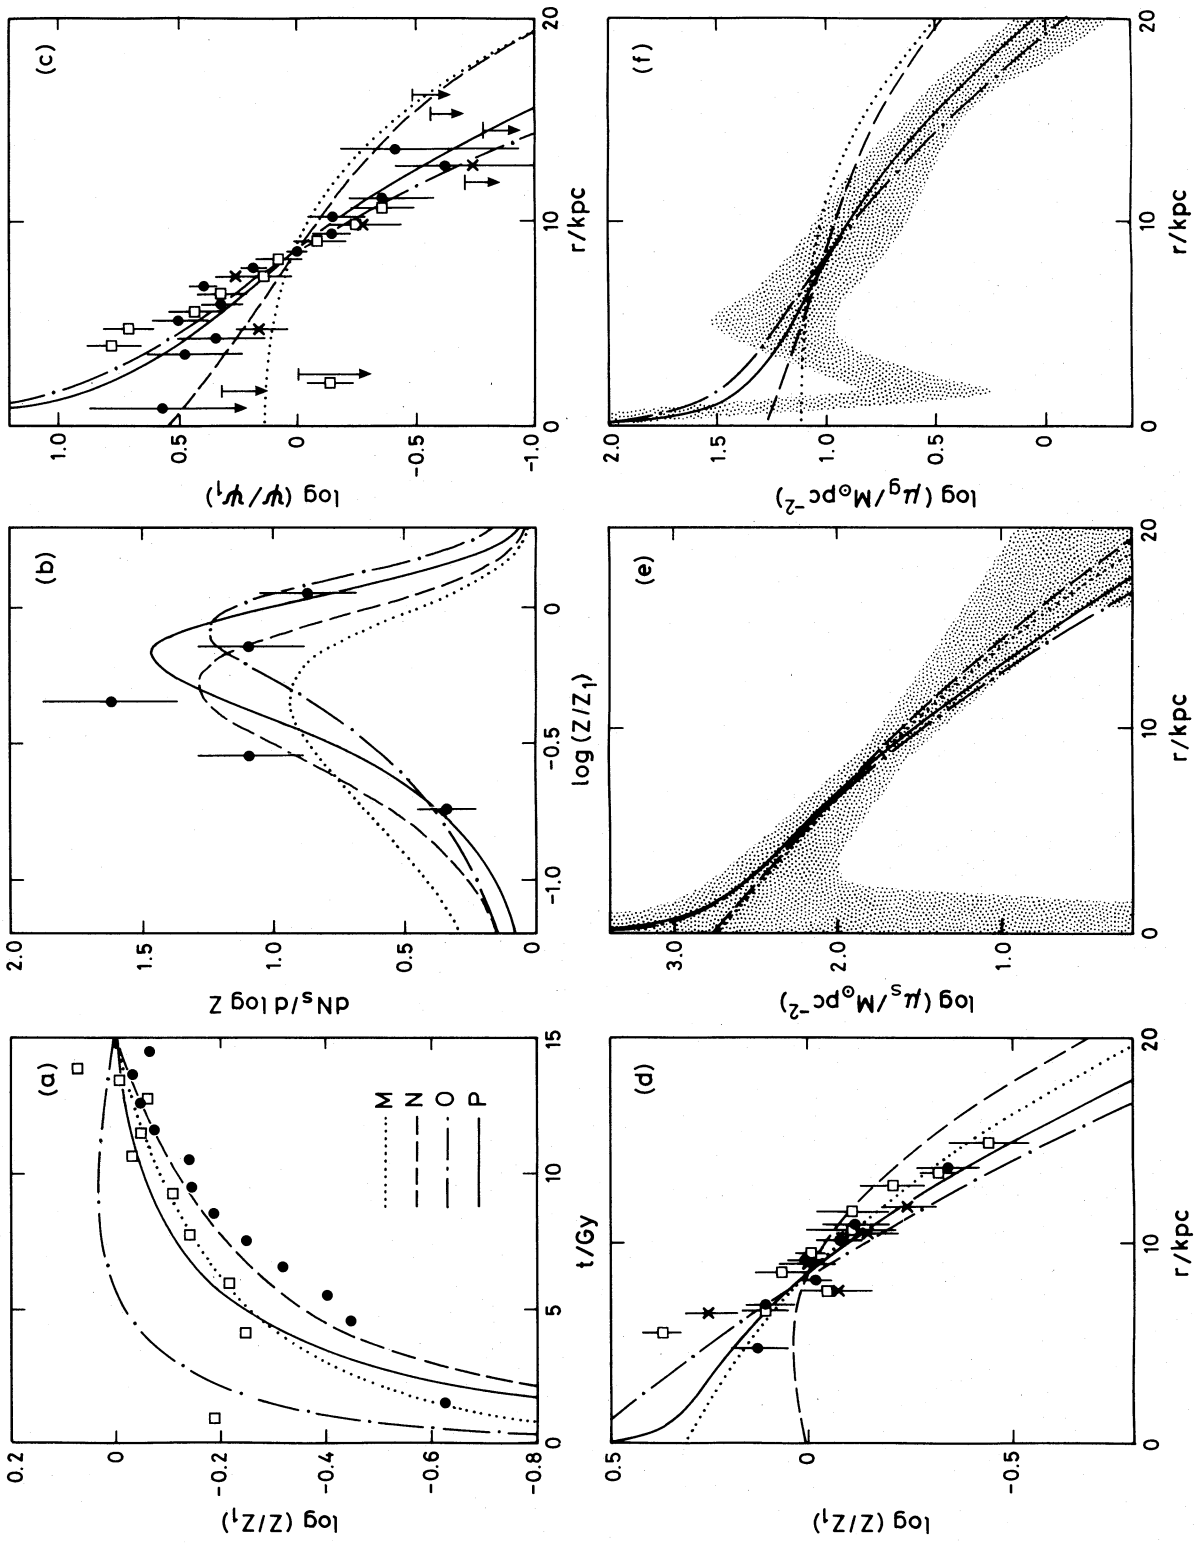 (a)
0.2
0
-0.2
-0.4
-0.6
-0.8
log (Z/Z₁)
0
5
10
15
t/Gy
M
N
O
P
(b)
2.0
1.5
1.0
0.5
0
dNₛ/d log Z
-1.0
-0.5
0
log (Z/Z₁)
(c)
1.0
0.5
0
-0.5
-1.0
log (ψ/ψ₁)
0
10
20
r/kpc
(d)
0.5
0
-0.5
log (Z/Z₁)
0
10
20
r/kpc
(e)
3.0
2.0
1.0
log (μₛ/M⊙pc⁻²)
0
10
20
r/kpc
(f)
2.0
1.5
1.0
0.5
0
log (μg/M⊙pc⁻²)
0
10
20
r/kpc